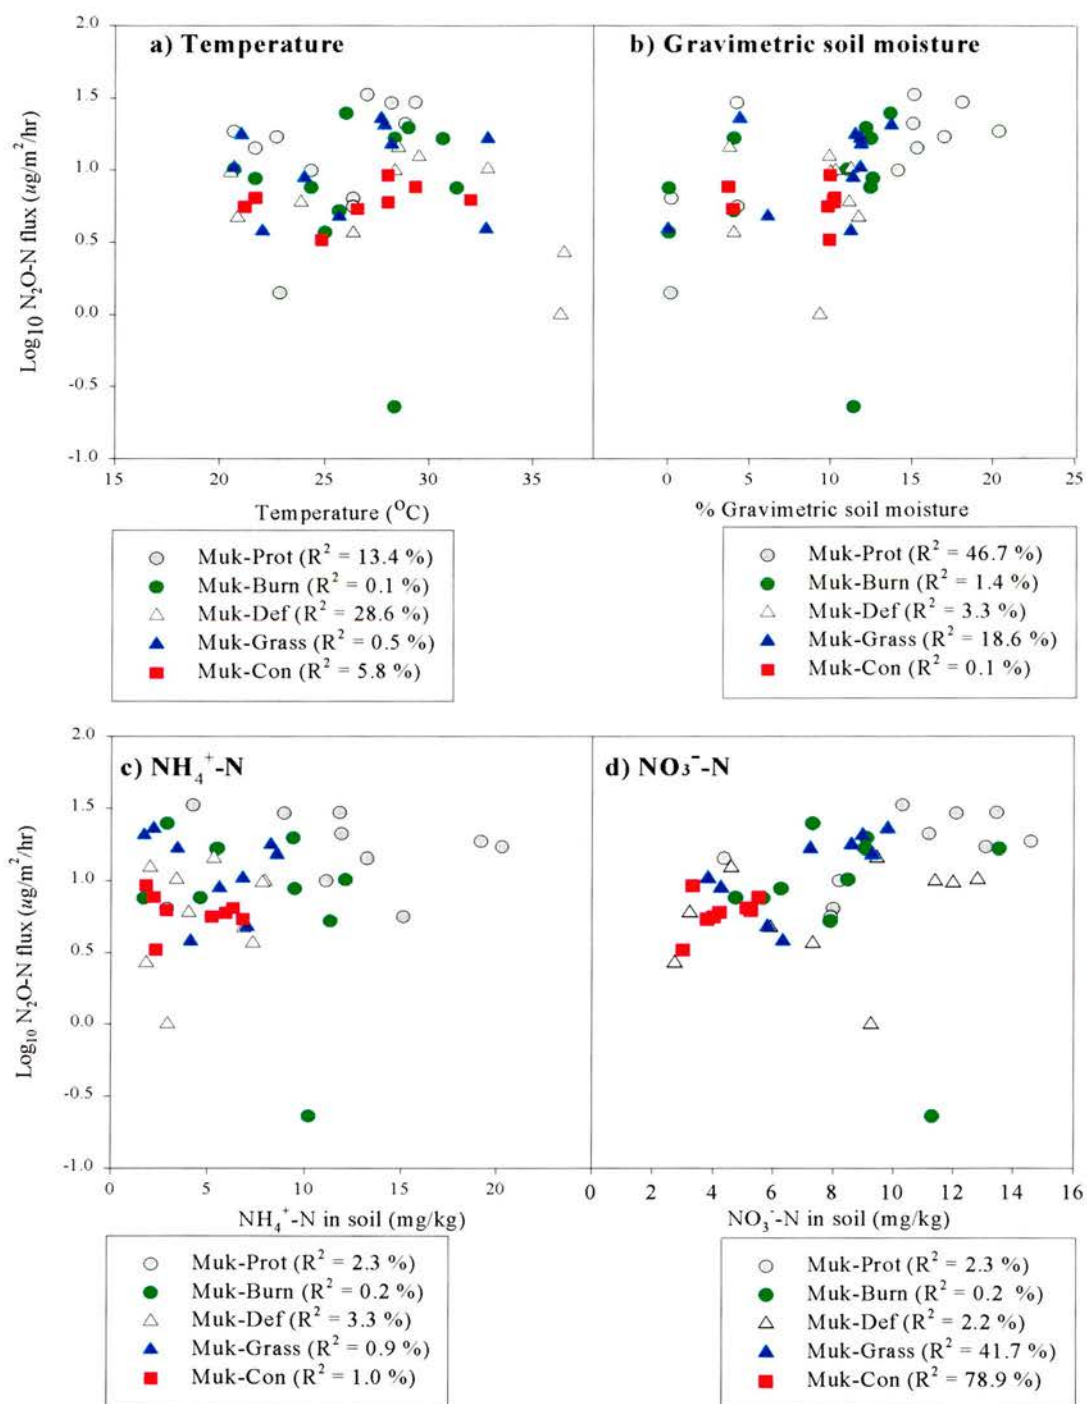 a) Temperature
b) Gravimetric soil moisture
Log10 N2O-N flux (ug/m²/hr)
2.0
1.5
1.0
0.5
0.0
-0.5
-1.0
15 20 25 30 35
0 5 10 15 20 25
Temperature (°C)
% Gravimetric soil moisture
Muk-Prot (R² = 13.4 %)
Muk-Burn (R² = 0.1 %)
Muk-Def (R² = 28.6 %)
Muk-Grass (R² = 0.5 %)
Muk-Con (R² = 5.8 %)
Muk-Prot (R² = 46.7 %)
Muk-Burn (R² = 1.4 %)
Muk-Def (R² = 3.3 %)
Muk-Grass (R² = 18.6 %)
Muk-Con (R² = 0.1 %)
c) NH₄⁺-N
d) NO₃⁻-N
Log₁₀ N₂O-N flux (ug/m²/hr)
2.0
1.5
1.0
0.5
0.0
-0.5
-1.0
0 5 10 15 20
0 2 4 6 8 10 12 14 16
NH₄⁺-N in soil (mg/kg)
NO₃⁻-N in soil (mg/kg)
Muk-Prot (R² = 2.3 %)
Muk-Burn (R² = 0.2 %)
Muk-Def (R² = 3.3 %)
Muk-Grass (R² = 0.9 %)
Muk-Con (R² = 1.0 %)
Muk-Prot (R² = 2.3 %)
Muk-Burn (R² = 0.2 %)
Muk-Def (R² = 2.2 %)
Muk-Grass (R² = 41.7 %)
Muk-Con (R² = 78.9 %)